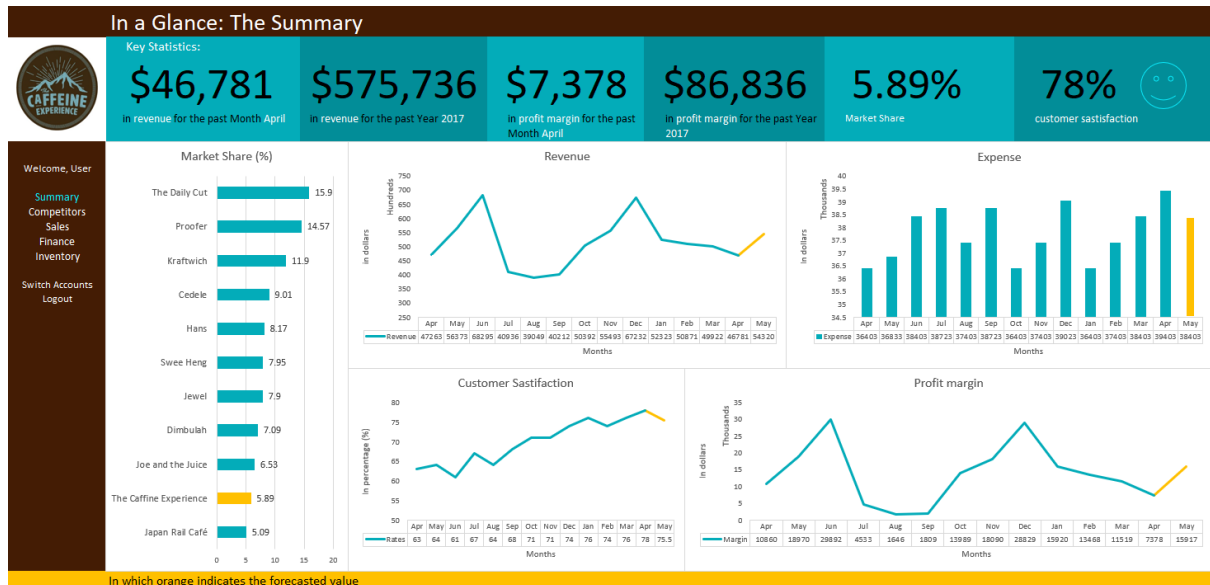 In a Glance: The Summary
Key Statistics:
$46,781
in revenue for the past Month April
$575,736
in revenue for the past Year 2017
$7,378
in profit margin for the past
Month April
$86,836
in profit margin for the past Year
2017
5.89%
Market Share
78%
customer sastisfaction
The
CAFFEINE
EXPERIENCE
Welcome, User
Summary
Competitors
Sales
Finance
Inventory
Switch Accounts
Logout
Market Share (%)
The Daily Cut 15.9
Proofer 14.57
Kraftwich 11.9
Cedele 9.01
Hans 8.17
Swee Heng 7.95
Jewel 7.9
Dimbulah 7.09
Joe and the Juice 6.53
The Caffine Experience 5.89
Japan Rail Café 5.09
0 5 10 15 20
Revenue
in dollars
Hundreds
750
700
650
600
550
500
450
400
350
300
250
Apr May Jun Jul Aug Sep Oct Nov Dec Jan Feb Mar Apr May
Revenue 47263 56373 68295 40936 39049 40212 50392 55493 67232 52323 50871 49922 46781 54320
Months
Expense
In dollars
Thousands
40
39.5
39
38.5
38
37.5
37
36.5
36
35.5
35
34.5
Apr May Jun Jul Aug Sep Oct Nov Dec Jan Feb Mar Apr May
Expense 36403 36833 38403 38723 37403 38723 36403 37403 39023 36403 37403 38403 39403 38403
Months
Customer Sastifaction
In percentage (%)
80
75
70
65
60
55
50
Apr May Jun Jul Aug Sep Oct Nov Dec Jan Feb Mar Apr May
Rates 63 64 61 67 64 68 71 71 74 76 74 76 78 75.5
Months
Profit margin
In dollars
Thousands
35
30
25
20
15
10
5
0
Apr May Jun Jul Aug Sep Oct Nov Dec Jan Feb Mar Apr May
Margin 10860 18970 29892 4533 1646 1809 13989 18090 28829 15920 13468 11519 7378 15917
Months
In which orange indicates the forecasted value